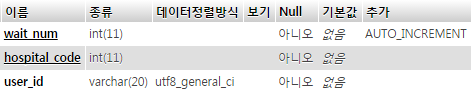 이름 종류 데이터정렬방식 보기 Null 기본값 추가
wait_num int(11) 아니오 없음 AUTO_INCREMENT
hospital_code int(11) 아니오 없음
user_id varchar(20) utf8_general_ci 아니오 없음